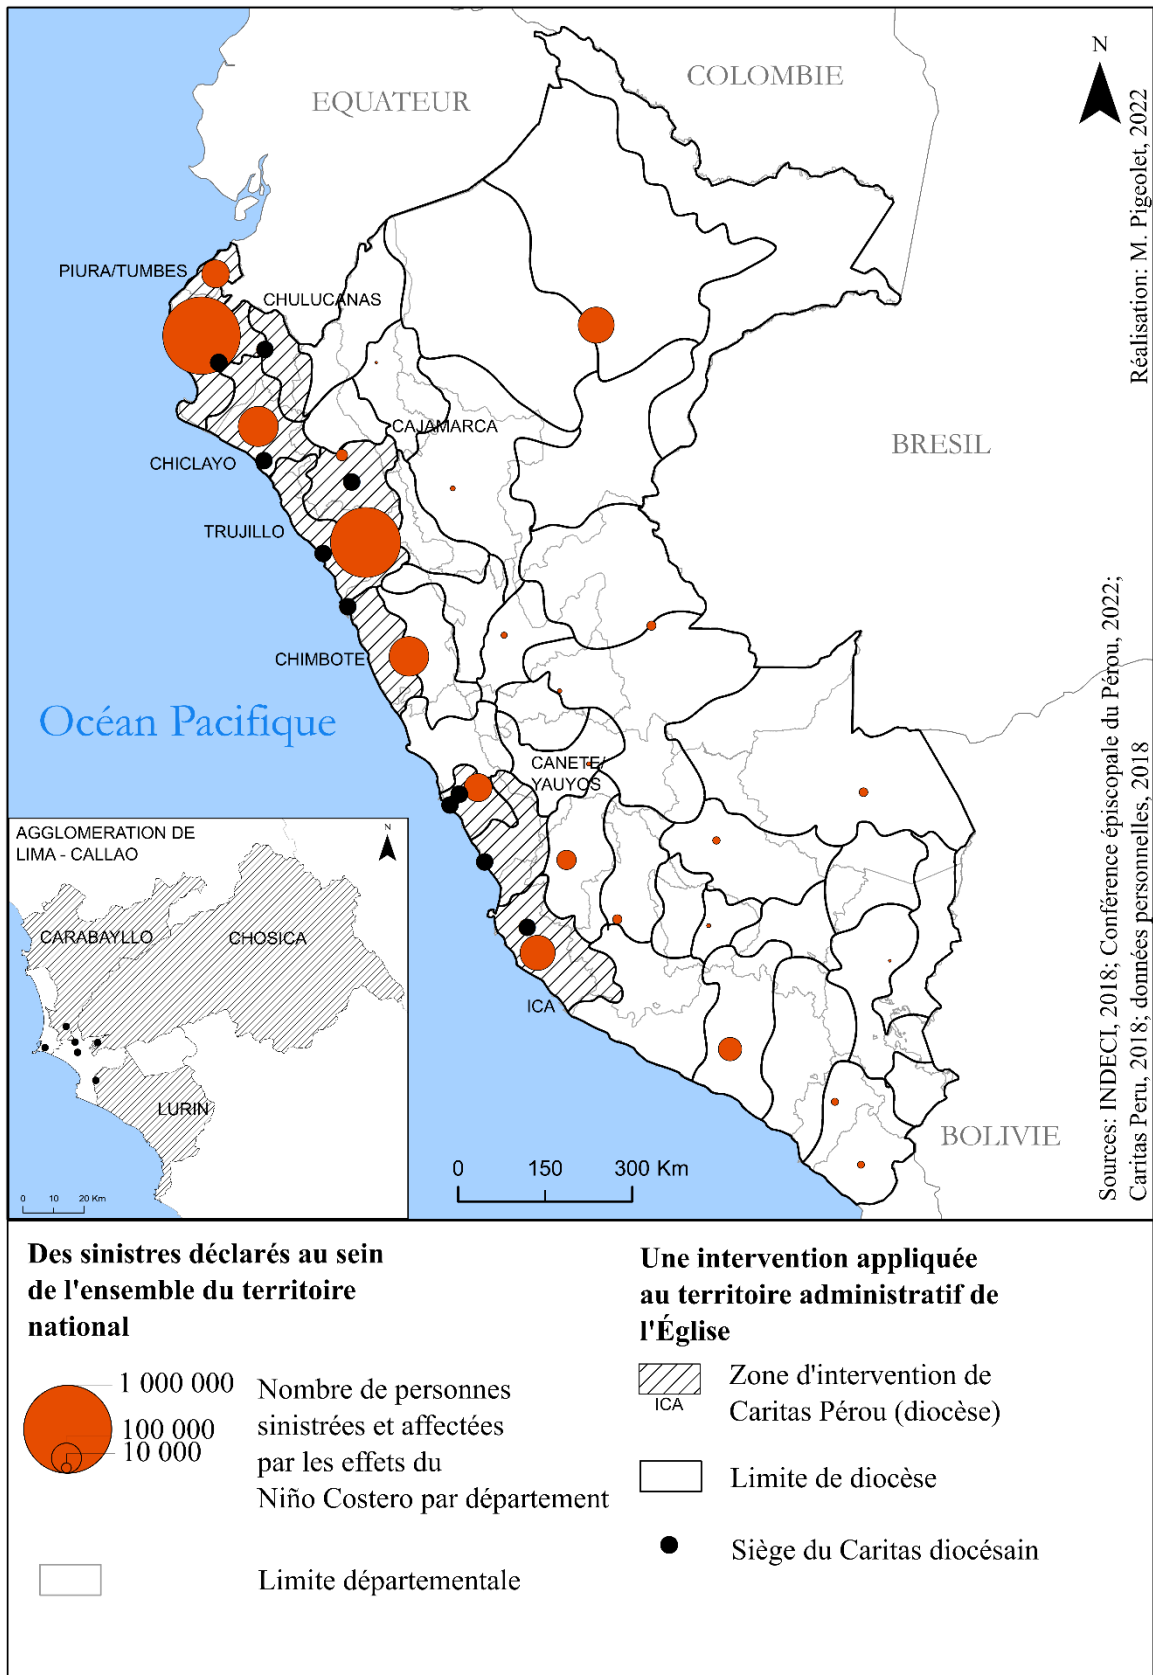 COLOMBIE
EQUATEUR
N
Réalisation: M. Pigeolet, 2022
PIURA/TUMBES
CHULUCANAS
CAJAMARCA
BRESIL
CHICLAYO
TRUJILLO
CHIMBOTE
Océan Pacifique
CANETE/
YAUYOS
ICA
BOLIVIE
Sources: INDECI, 2018; Conférence épiscopale du Pérou, 2022;
Caritas Peru, 2018; données personnelles, 2018
0 150 300 Km
AGGLOMERATION DE
LIMA - CALLAO
N
CARABAYLLO
CHOSICA
LURIN
0 10 20 Km
Des sinistres déclarés au sein
de l'ensemble du territoire
national
1 000 000
100 000
10 000
Nombre de personnes
sinistrées et affectées
par les effets du
Niño Costero par département
Limite départementale
Une intervention appliquée
au territoire administratif de
l'Église
ICA
Zone d'intervention de
Caritas Pérou (diocèse)
Limite de diocèse
Siège du Caritas diocésain